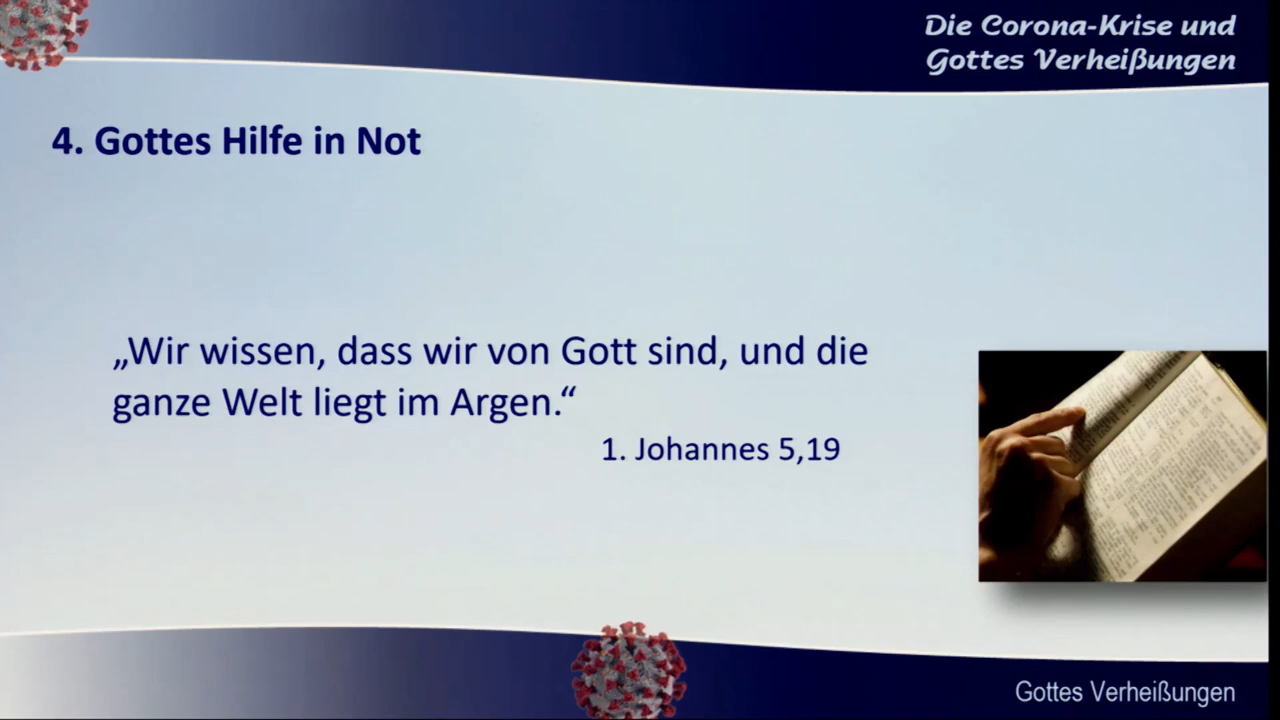 Die Corona-Krise und
Gottes Verheißungen
4. Gottes Hilfe in Not
„Wir wissen, dass wir von Gott sind, und die
ganze Welt liegt im Argen.“
1. Johannes 5,19
Gottes Verheißungen